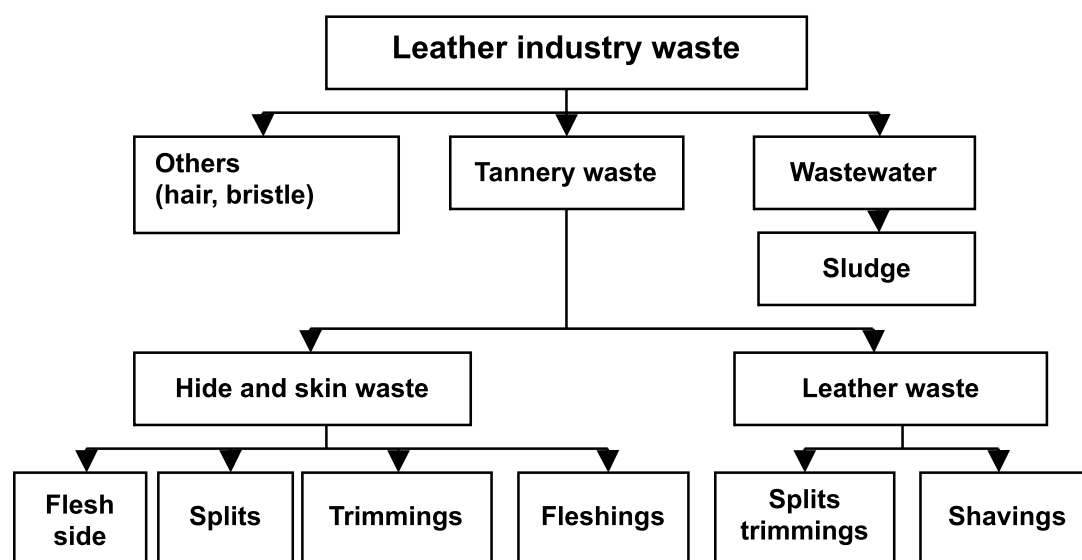 Leather industry waste
Others
(hair, bristle)
Tannery waste
Wastewater
Sludge
Hide and skin waste
Leather waste
Flesh
side
Splits
Trimmings
Fleshings
Splits
trimmings
Shavings